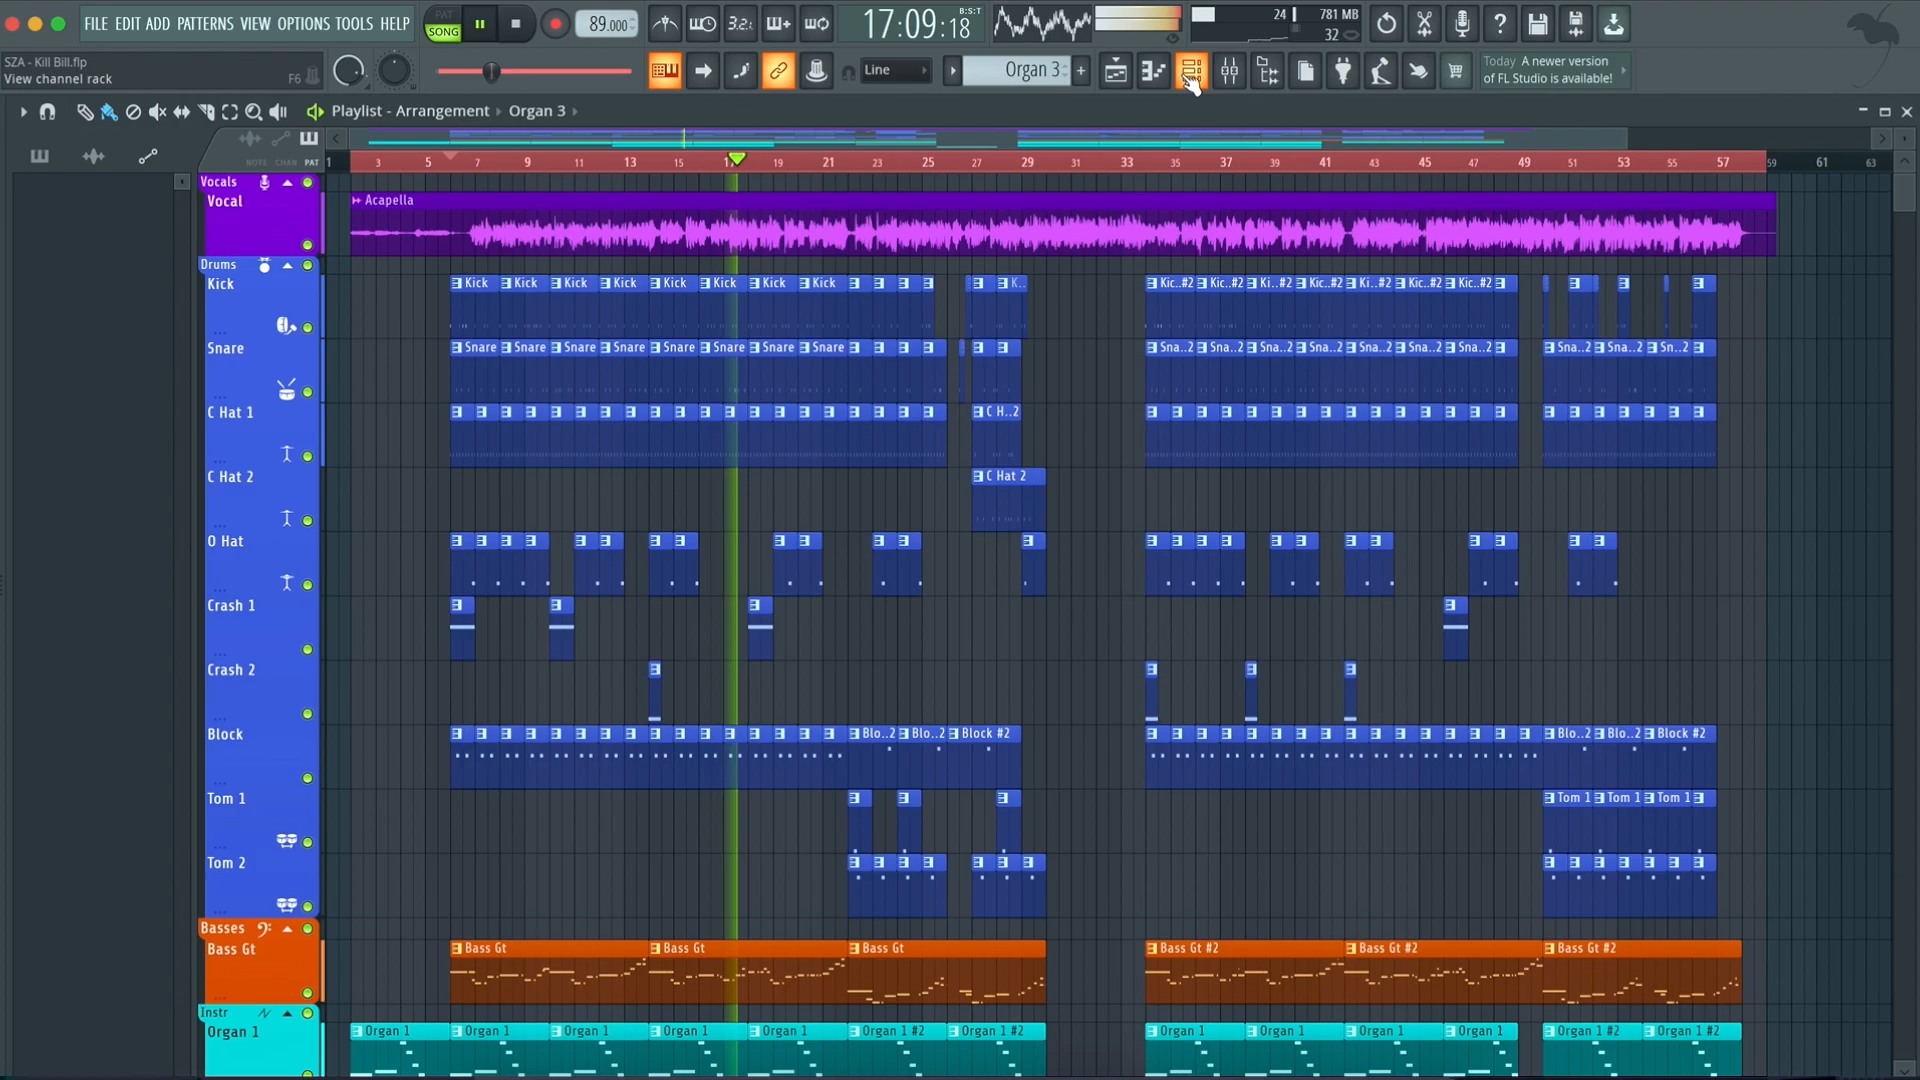 FILE EDIT ADD PATTERNS VIEW OPTIONS TOOLS HELP
PAT
SONG
89.000
3.2.
17:09:18
B:S:T
24
781 MB
32
SZA - Kill Bill.flp
View channel rack
F6
Line
Organ 3
Today A newer version
of FL Studio is available!
Playlist - Arrangement › Organ 3
NOTE CHAN PAT
1 3 5 7 9 11 13 15 17 19 21 23 25 27 29 31 33 35 37 39 41 43 45 47 49 51 53 55 57 59 61 63
Vocals
Vocal
Acapella
Drums
Kick
Kick Kick Kick Kick Kick Kick Kick Kick K.. Kic..#2 Kic..#2 Ki..#2 Kic..#2 Ki..#2 Kic..#2 Kic..#2
Snare
Snare Snare Snare Snare Snare Snare Snare Snare Sna..2 Sna..2 Sna..2 Sna..2 Sna..2 Sna..2 Sna..2 Sna..2 Sna..2 Sn..2
C Hat 1
C H..2
C Hat 2
C Hat 2
O Hat
Crash 1
Crash 2
Block
Blo..2 Blo..2 Block #2 Blo..2 Blo..2 Block #2
Tom 1
Tom 1 Tom 1 Tom 1
Tom 2
Basses
Bass Gt
Bass Gt Bass Gt Bass Gt Bass Gt #2 Bass Gt #2 Bass Gt #2
Instr
Organ 1
Organ 1 Organ 1 Organ 1 Organ 1 Organ 1 Organ 1 #2 Organ 1 #2 Organ 1 Organ 1 Organ 1 Organ 1 Organ 1 #2 Organ 1 #2